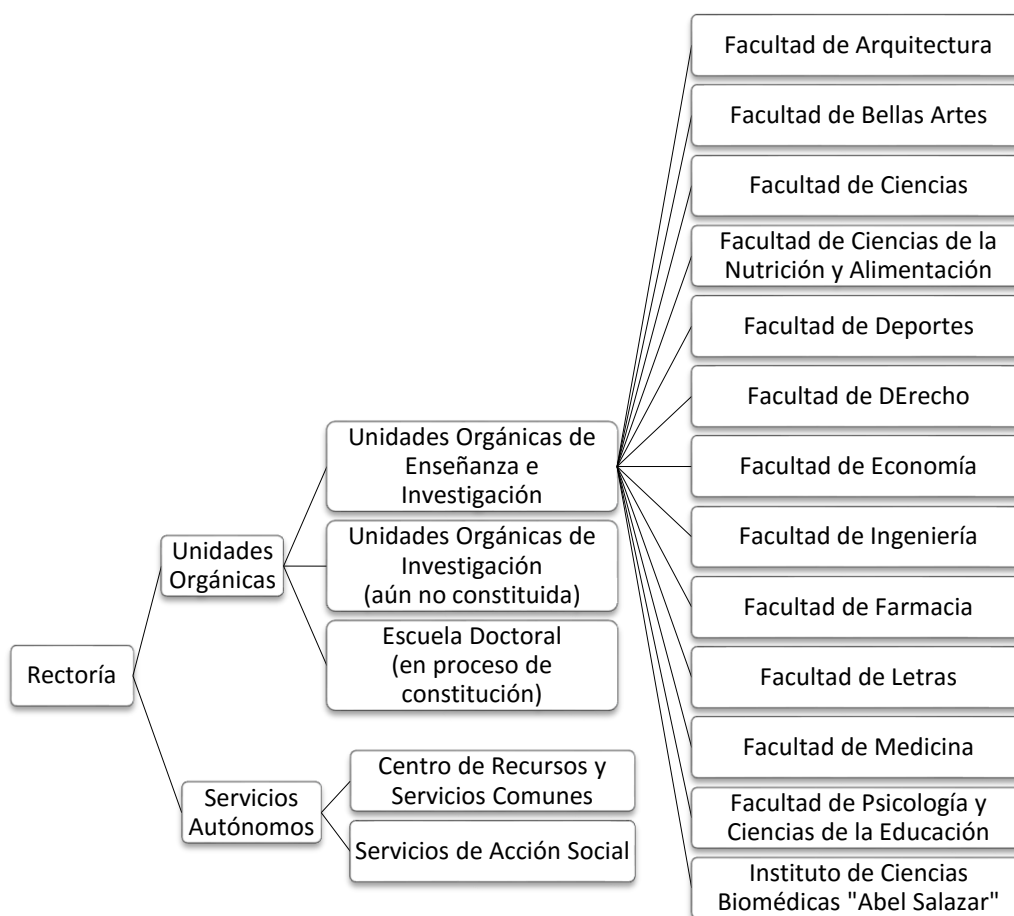 Rectoría
Unidades
Orgánicas
Unidades Orgánicas de
Enseñanza e
Investigación
Facultad de Arquitectura
Facultad de Bellas Artes
Facultad de Ciencias
Facultad de Ciencias de la
Nutrición y Alimentación
Facultad de Deportes
Facultad de DErecho
Facultad de Economía
Facultad de Ingeniería
Facultad de Farmacia
Facultad de Letras
Facultad de Medicina
Facultad de Psicología y
Ciencias de la Educación
Instituto de Ciencias
Biomédicas "Abel Salazar"
Unidades Orgánicas de
Investigación
(aún no constituida)
Escuela Doctoral
(en proceso de
constitución)
Servicios
Autónomos
Centro de Recursos y
Servicios Comunes
Servicios de Acción Social